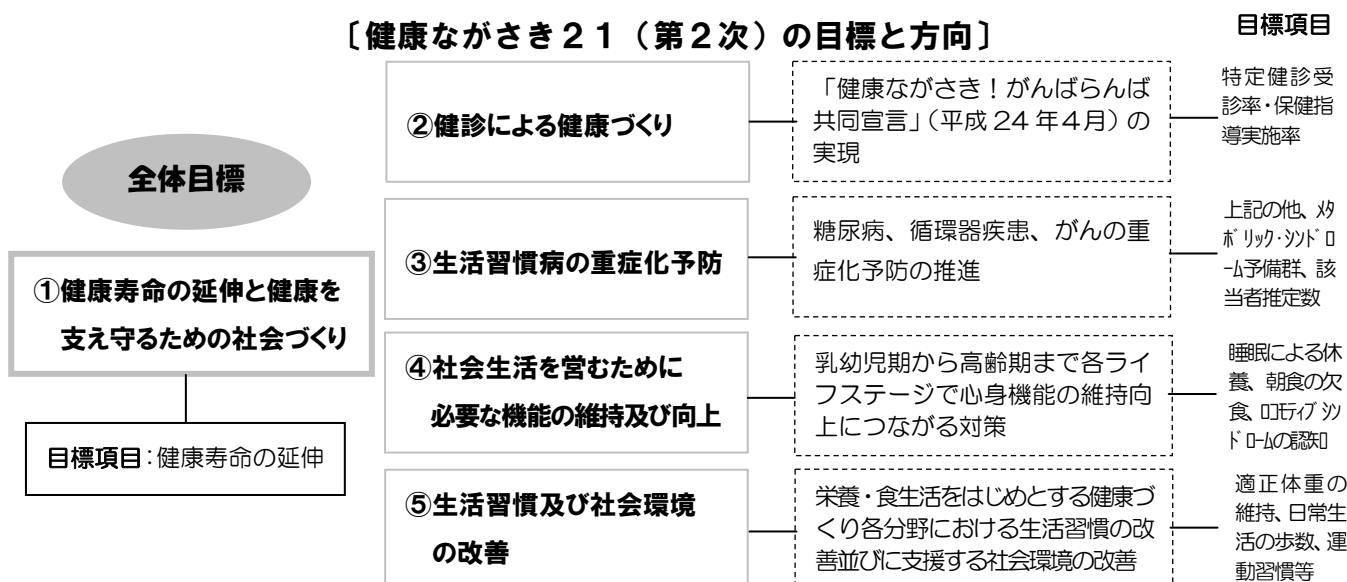 ［健康ながさき２１（第２次）の目標と方向］
目標項目
全体目標
①健康寿命の延伸と健康を
支え守るための社会づくり
目標項目：健康寿命の延伸
②健診による健康づくり
「健康ながさき！がんばらんば
共同宣言」（平成 24 年４月）の
実現
特定健診受
診率・保健指
導実施率
③生活習慣病の重症化予防
糖尿病、循環器疾患、がんの重
症化予防の推進
上記の他、ﾒﾀ
ﾎﾞﾘｯｸ・ｼﾝﾄﾞﾛ
ｰﾑ予備群、該
当者推定数
④社会生活を営むために
必要な機能の維持及び向上
乳幼児期から高齢期まで各ライ
フステージで心身機能の維持向
上につながる対策
睡眠による休
養、朝食の欠
食、ﾛｺﾓﾃｨﾌﾞｼﾝ
ﾄﾞﾛｰﾑの認知
⑤生活習慣及び社会環境
の改善
栄養・食生活をはじめとする健康づ
くり各分野における生活習慣の改
善並びに支援する社会環境の改善
適正体重の
維持、日常生
活の歩数、運
動習慣等